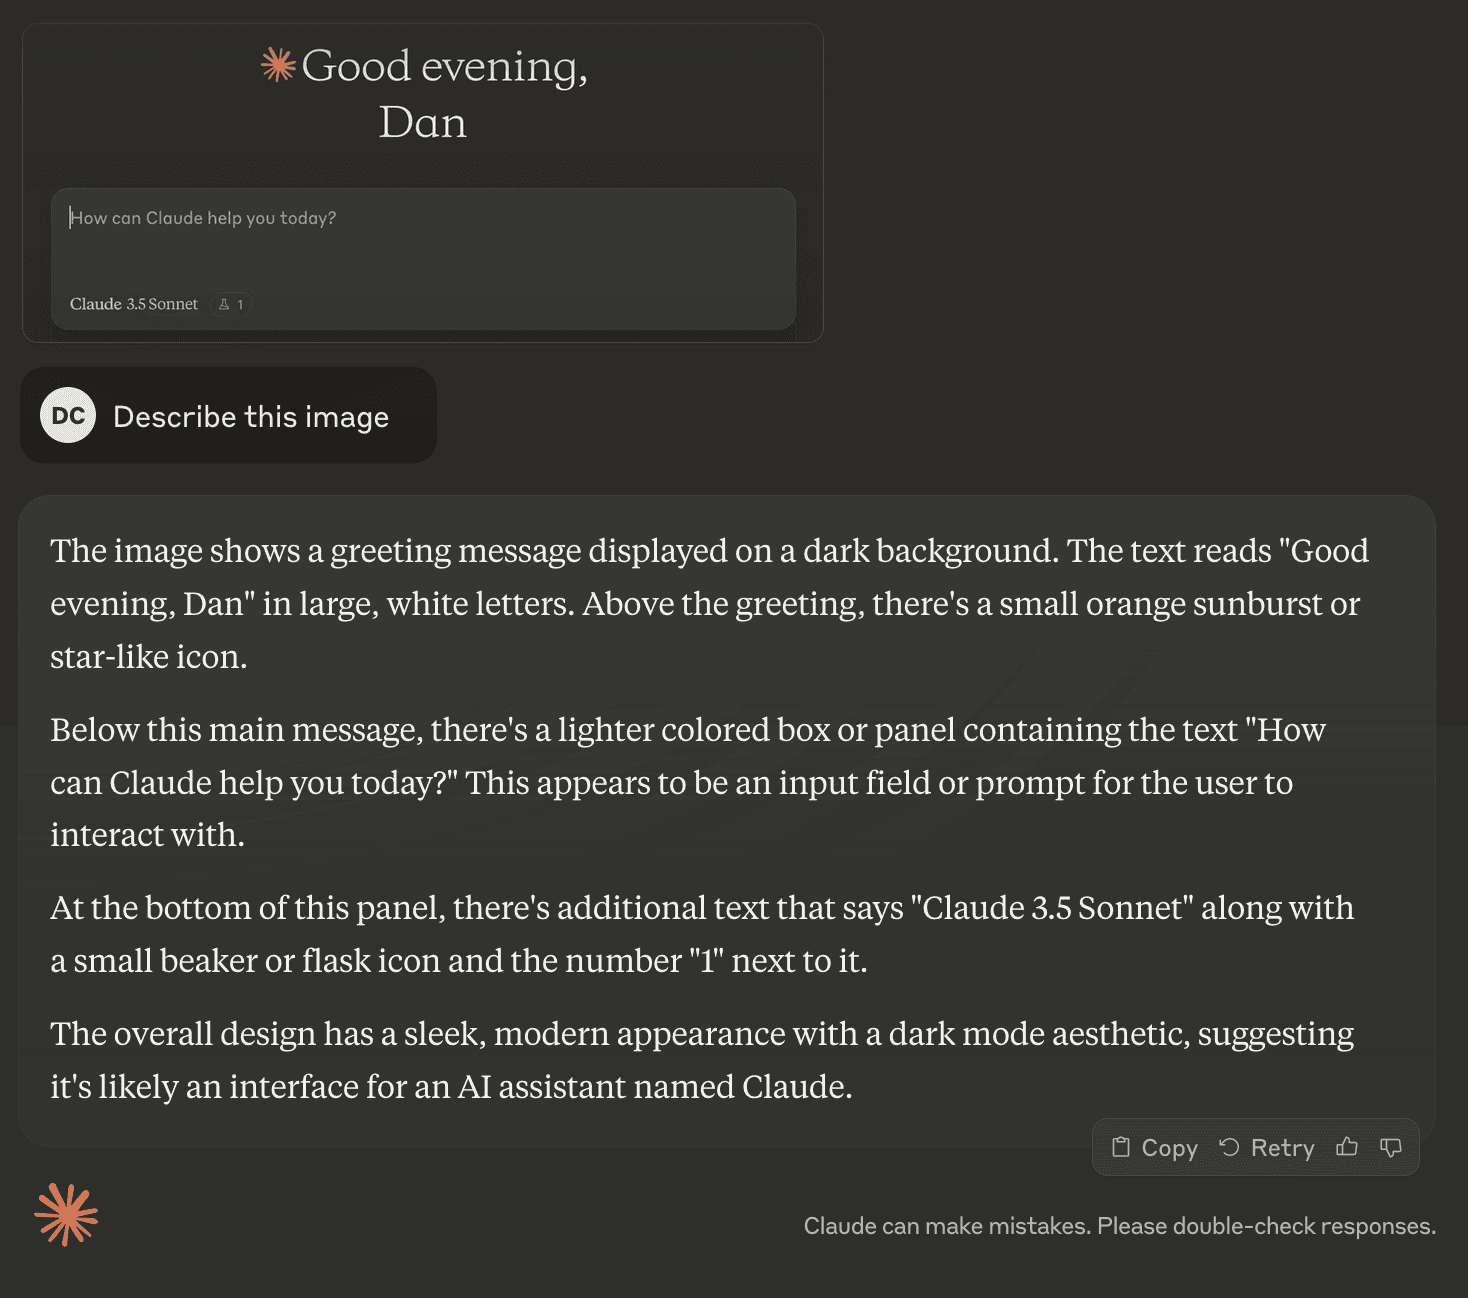 Good evening,
Dan
How can Claude help you today?
Claude 3.5 Sonnet 1
DC Describe this image
The image shows a greeting message displayed on a dark background. The text reads "Good
evening, Dan" in large, white letters. Above the greeting, there's a small orange sunburst or
star-like icon.
Below this main message, there's a lighter colored box or panel containing the text "How
can Claude help you today?" This appears to be an input field or prompt for the user to
interact with.
At the bottom of this panel, there's additional text that says "Claude 3.5 Sonnet" along with
a small beaker or flask icon and the number "1" next to it.
The overall design has a sleek, modern appearance with a dark mode aesthetic, suggesting
it's likely an interface for an AI assistant named Claude.
Copy Retry
Claude can make mistakes. Please double-check responses.